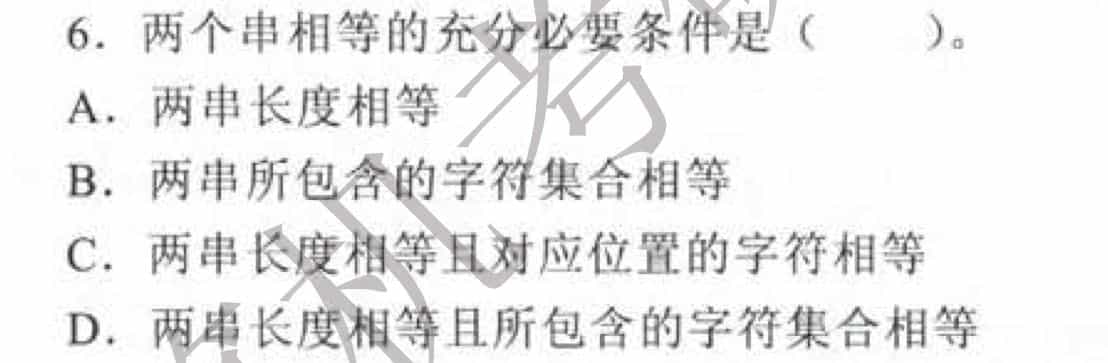 6. 两个串相等的充分必要条件是（　　）。
A. 两串长度相等
B. 两串所包含的字符集合相等
C. 两串长度相等且对应位置的字符相等
D. 两串长度相等且所包含的字符集合相等